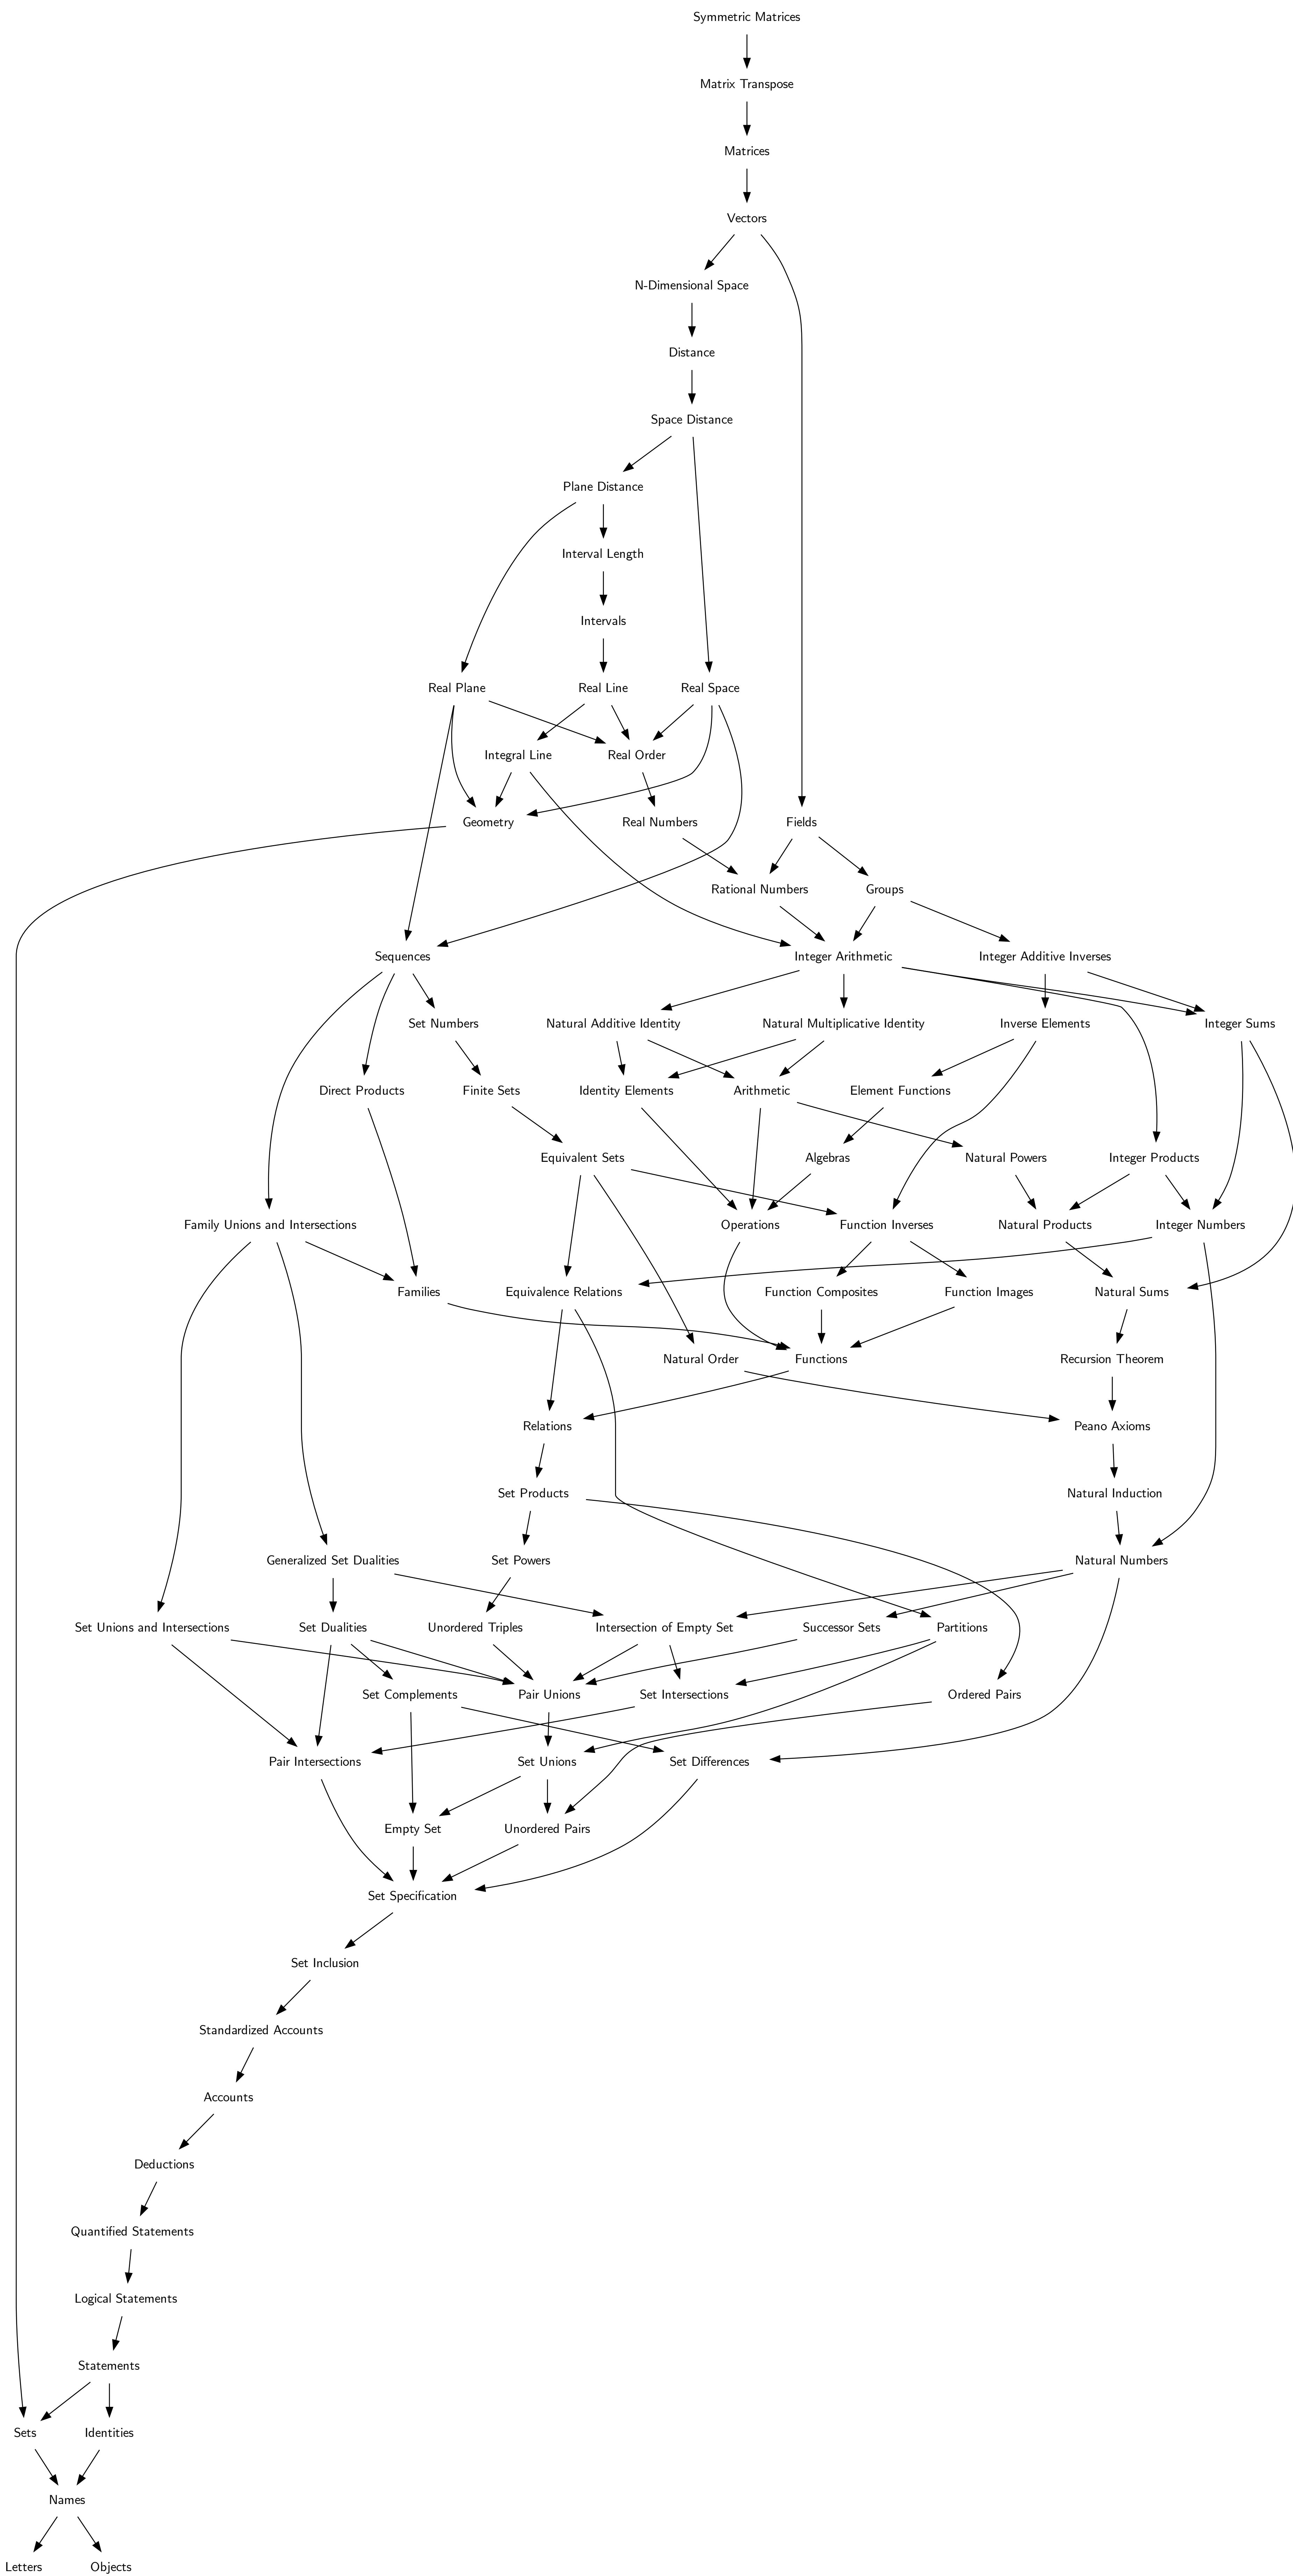 Symmetric Matrices
Matrix Transpose
Matrices
Vectors
N-Dimensional Space
Distance
Space Distance
Plane Distance
Interval Length
Intervals
Real Plane
Real Line
Real Space
Integral Line
Real Order
Geometry
Real Numbers
Fields
Rational Numbers
Groups
Sequences
Integer Arithmetic
Integer Additive Inverses
Set Numbers
Natural Additive Identity
Natural Multiplicative Identity
Inverse Elements
Integer Sums
Direct Products
Finite Sets
Identity Elements
Arithmetic
Element Functions
Equivalent Sets
Algebras
Natural Powers
Integer Products
Family Unions and Intersections
Operations
Function Inverses
Natural Products
Integer Numbers
Families
Equivalence Relations
Function Composites
Function Images
Natural Sums
Natural Order
Functions
Recursion Theorem
Relations
Peano Axioms
Set Products
Natural Induction
Generalized Set Dualities
Set Powers
Natural Numbers
Set Unions and Intersections
Set Dualities
Unordered Triples
Intersection of Empty Set
Successor Sets
Partitions
Set Complements
Pair Unions
Set Intersections
Ordered Pairs
Pair Intersections
Set Unions
Set Differences
Empty Set
Unordered Pairs
Set Specification
Set Inclusion
Standardized Accounts
Accounts
Deductions
Quantified Statements
Logical Statements
Statements
Sets
Identities
Names
Letters
Objects